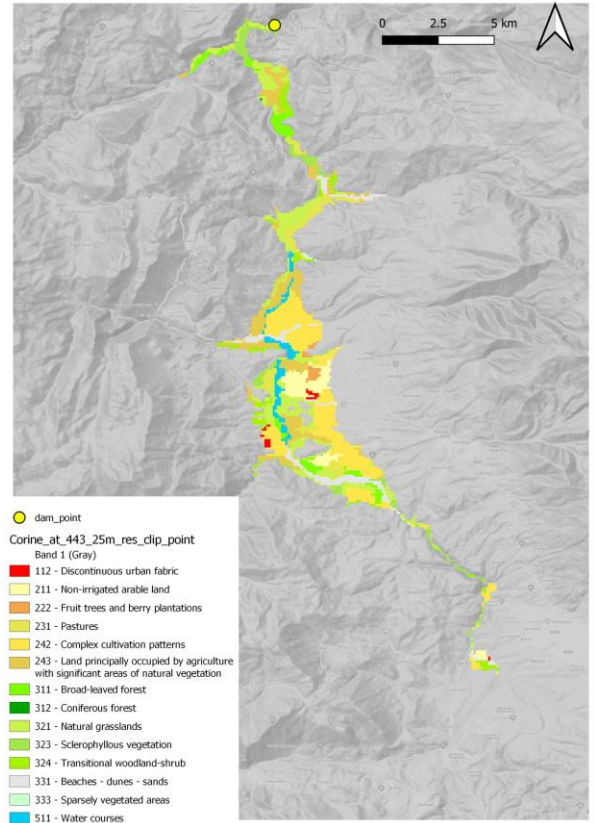 0 2.5 5 km
dam_point
Corine_at_443_25m_res_clip_point
Band 1 (Gray)
112 - Discontinuous urban fabric
211 - Non-irrigated arable land
222 - Fruit trees and berry plantations
231 - Pastures
242 - Complex cultivation patterns
243 - Land principally occupied by agriculture
with significant areas of natural vegetation
311 - Broad-leaved forest
312 - Coniferous forest
321 - Natural grasslands
323 - Sclerophyllous vegetation
324 - Transitional woodland-shrub
331 - Beaches - dunes - sands
333 - Sparsely vegetated areas
511 - Water courses